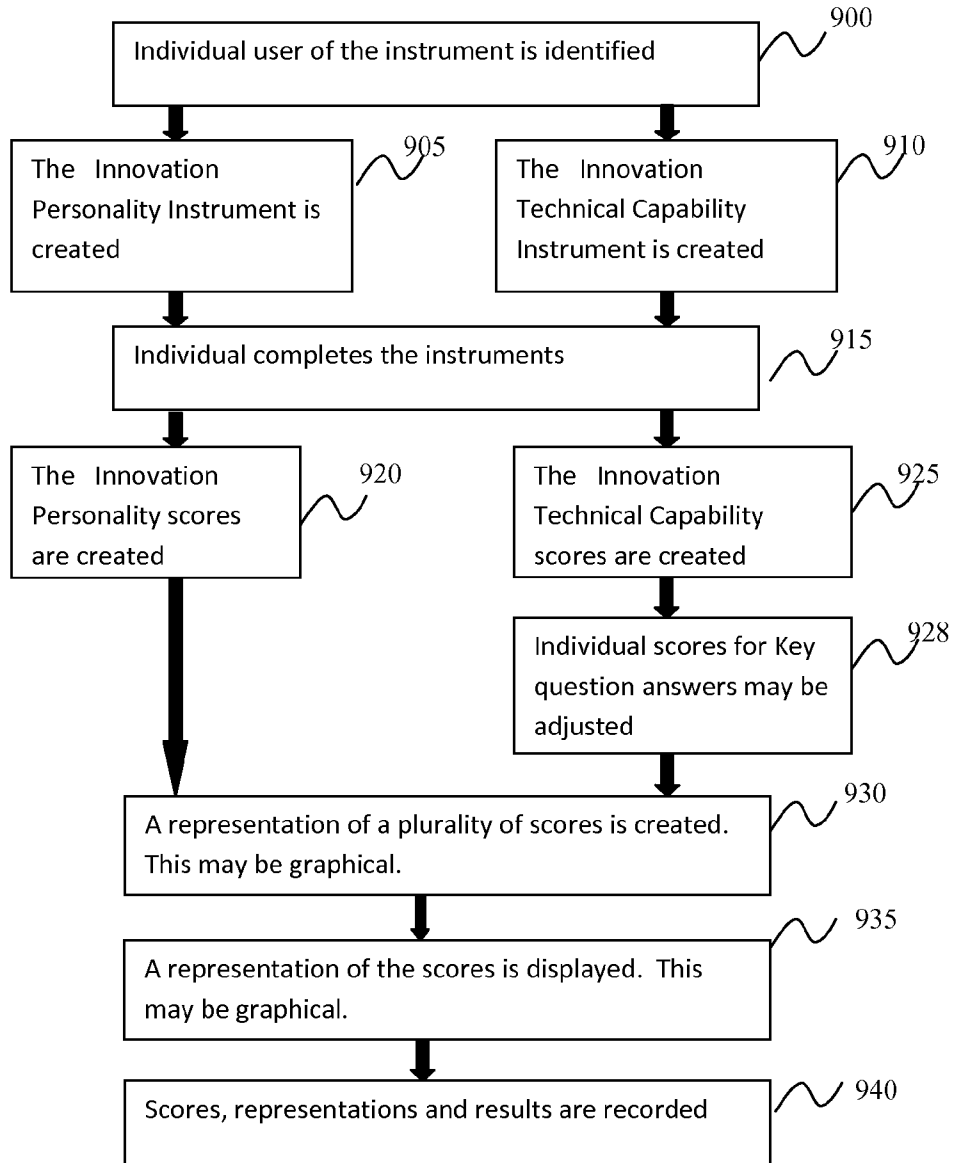 900
Individual user of the instrument is identified
905
The Innovation
Personality Instrument is
created
910
The Innovation
Technical Capability
Instrument is created
915
Individual completes the instruments
920
The Innovation
Personality scores
are created
925
The Innovation
Technical Capability
scores are created
928
Individual scores for Key
question answers may be
adjusted
930
A representation of a plurality of scores is created.
This may be graphical.
935
A representation of the scores is displayed. This
may be graphical.
940
Scores, representations and results are recorded